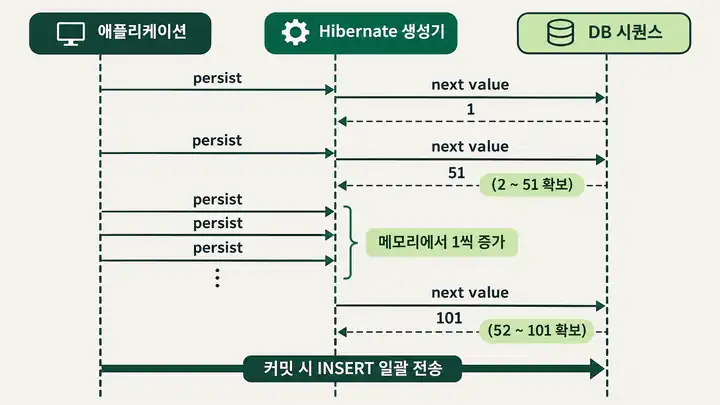 애플리케이션
Hibernate 생성기
DB 시퀀스
persist
next value
1
persist
next value
51
(2 ~ 51 확보)
persist
persist
persist
메모리에서 1씩 증가
next value
101
(52 ~ 101 확보)
커밋 시 INSERT 일괄 전송